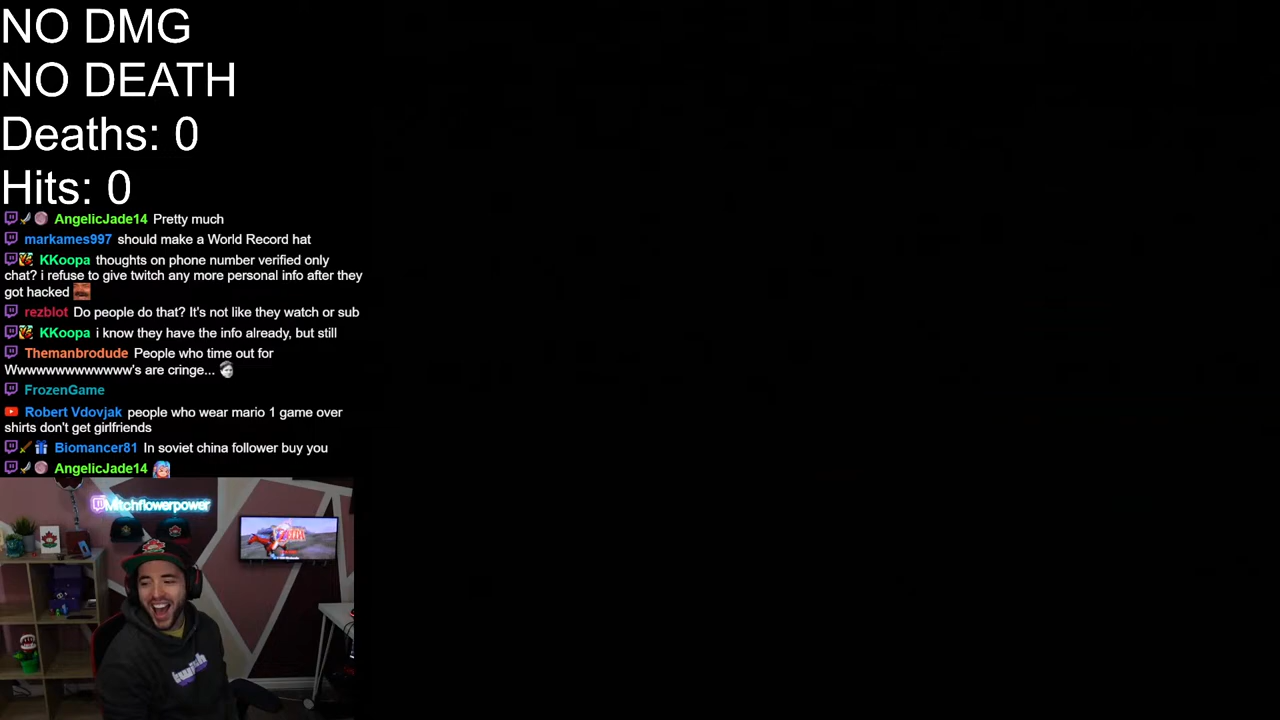 NO DMG
NO DEATH
Deaths: 0
Hits: 0
AngelicJade14 Pretty much
markames997 should make a World Record hat
KKoopa thoughts on phone number verified only
chat? i refuse to give twitch any more personal info after they
got hacked
rezblot Do people do that? It's not like they watch or sub
KKoopa i know they have the info already, but still
Themanbrodude People who time out for
Wwwwwwwwwwwww's are cringe...
FrozenGame
Robert Vdovjak people who wear mario 1 game over
shirts don't get girlfriends
Biomancer81 In soviet china follower buy you
AngelicJade14
Mitchflowerpower
twitch